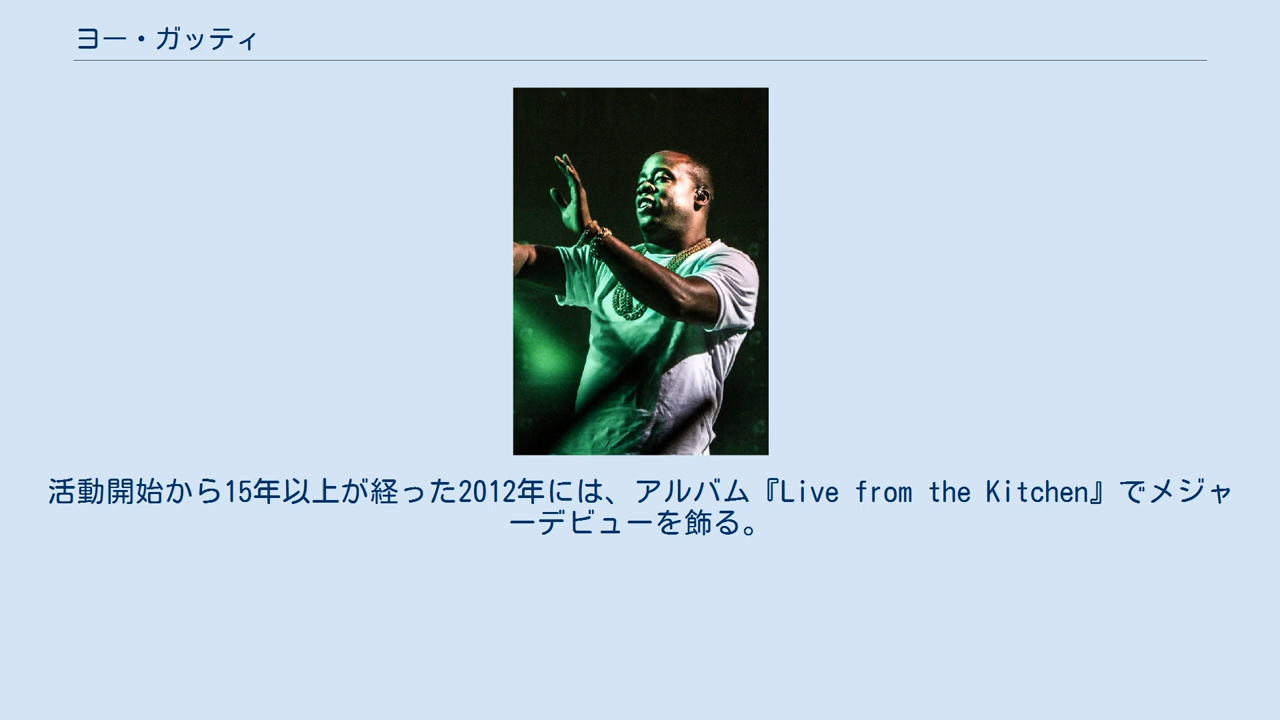 ヨー・ガッティ
活動開始から15年以上が経った2012年には、アルバム『Live from the Kitchen』でメジャ
ーデビューを飾る。